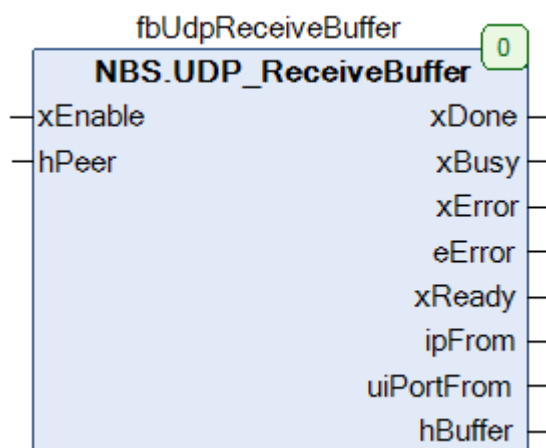 fbUdpReceiveBuffer
0
NBS.UDP_ReceiveBuffer
xEnable xDone
hPeer xBusy
xError
eError
xReady
ipFrom
uiPortFrom
hBuffer